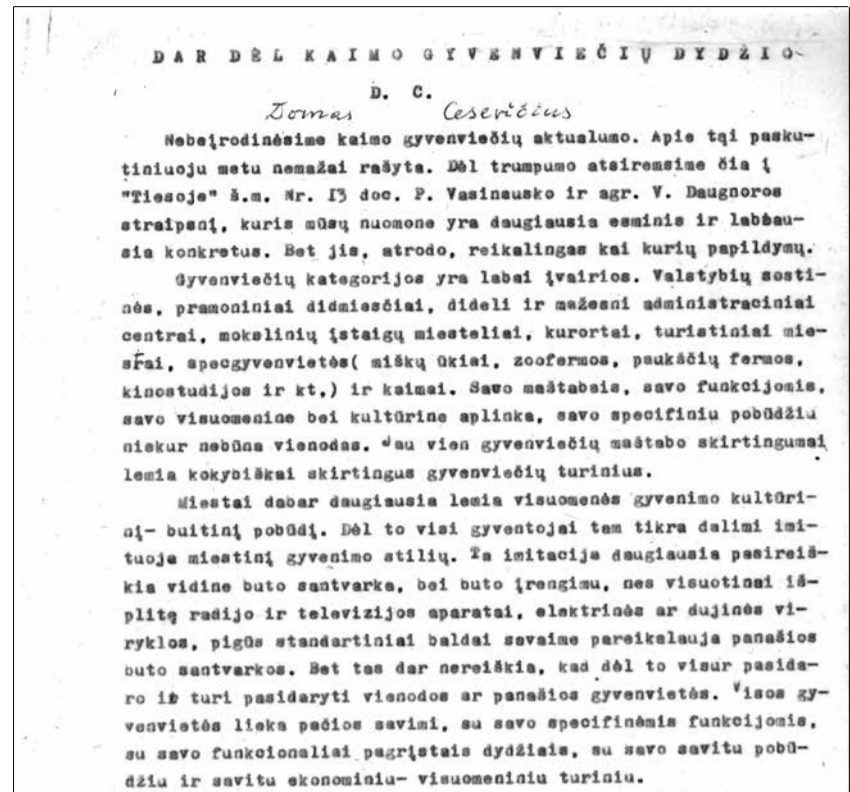 DAR DĖL KAIMO GYVENVIEČIŲ DYDŽIO
D. C.
Domas Cesevičius
Nebeįrodinėsime kaimo gyvenviečių aktualumo. Apie tąi pasku-
tiniuoju metu nemažai rašyta. Dėl trumpumo atsiremsime čia į
"Tiesoje" š.m. Nr. I3 doc. P. Vasinausko ir agr. V. Daugnoros
straipsnį, kuris mūsų nuomone yra daugiausia esminis ir labiau-
sia konkretus. Bet jis, atrodo, reikalingas kai kurių papildymų.
Gyvenviečių kategorijos yra labai įvairios. Valstybių sosti-
nės, pramoniniai didmiesčiai, dideli ir mažesni administraciniai
centrai, mokslinių įstaigų miesteliai, kurortai, turistiniai mie-
stai, specgyvenvietės( miškų ūkiai, zoofermos, paukščių fermos,
kinostudijos ir kt,) ir kaimai. Savo maštabais, savo funkcijomis,
savo visuomenine bei kultūrine aplinka, savo specifiniu pobūdžiu
niekur nebūna vienodas. Jau vien gyvenviečių maštabo skirtingumai
lemia kokybiškai skirtingus gyvenviečių turinius.
Miestai dabar daugiausia lemia visuomenės gyvenimo kultūri-
nį- buitinį pobūdį. Dėl to visi gyventojai tam tikra dalimi imi-
tuoja miestinį gyvenimo stilių. Ta imitacija daugiausia pasireiš-
kia vidine buto santvarka, bei buto įrengimu, nes visuotinai iš-
plitę radijo ir televizijos aparatai, elektrinės ar dujinės vi-
ryklos, pigūs standartiniai baldai savaime pareikalauja panašios
buto santvarkos. Bet tas dar nereiškia, kad dėl to visur pasida-
ro ir turi pasidaryti vienodos ar panašios gyvenvietės. Visos gy-
venvietės lieka pačios savimi, su savo specifinėmis funkcijomis,
su savo funkcionaliai pagrįstais dydžiais, su savo savitu pobū-
džiu ir savitu ekonominiu- visuomeniniu turiniu.